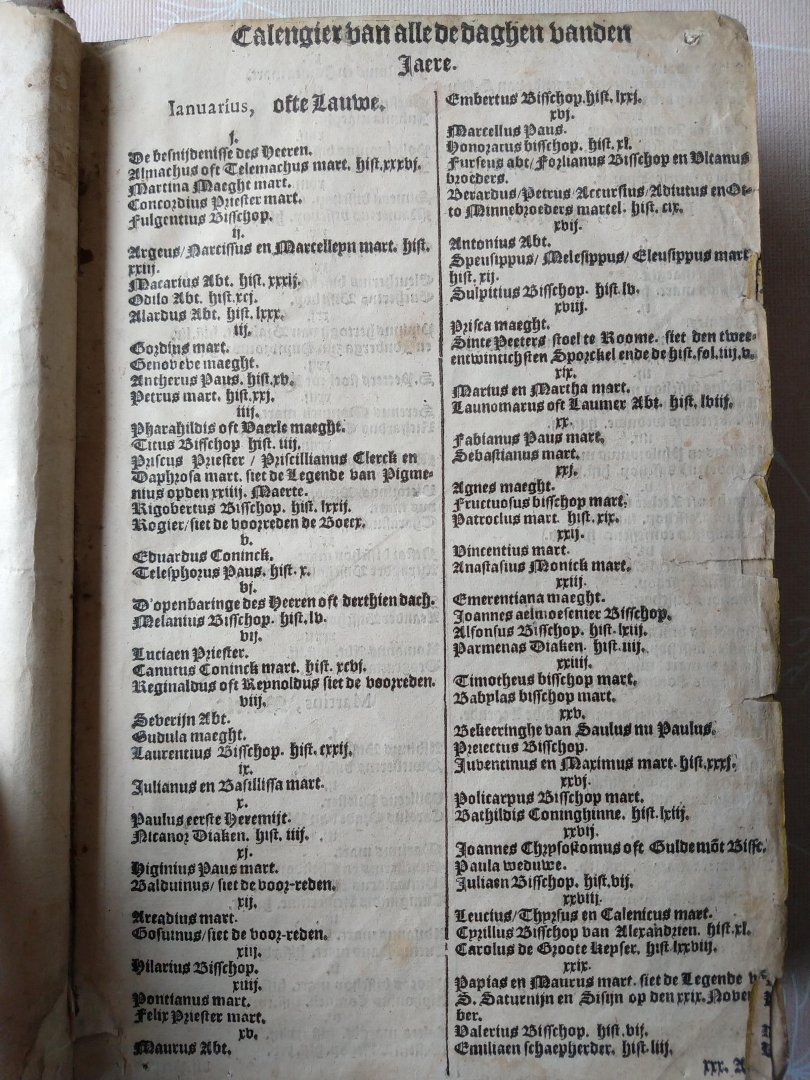 Calengier van alle de daghen vanden
Jaere.
Ianuarius, ofte Lauwe.
j.
De besnijdenisse des Heeren.
Almachus oft Telemachus mart. hist.xxxvj.
Martina Maeght mart.
Concordius Priester mart.
Fulgentius Bisschop.
ij.
Argeus/Narcissus en Marcelleyn mart. hist.
xxiij.
Macarius Abt. hist.xxxij.
Odilo Abt. hist.xcj.
Alardus Abt. hist.lxxx.
iij.
Gordius mart.
Genoveve maeght.
Antherus Paus. hist.xv.
Petrus mart. hist.xxj.
iiij.
Pharahildis oft Vaerle maeght.
Titus Bisschop hist. iiij.
Priscus Priester / Priscillianus Clerck en
Daphrosa mart. siet de Legende van Pigme-
nius opden xxiiij. Maerte.
Rigobertus Bisschop. hist. lxxij.
Rogier/siet de voorreden de Boecx.
v.
Eduardus Coninck.
Telesphorus Paus. hist. x.
vj.
D'openbaringe des Heeren oft derthien dach.
Melanius Bisschop. hist. lv.
vij.
Luciaen Priester.
Canutus Coninck mart. hist. xcvj.
Reginaldus oft Reynoldus siet de voorreden.
viij.
Severijn Abt.
Gudula maeght.
Laurentius Bisschop. hist. cxxij.
ix.
Julianus en Basilissa mart.
x.
Paulus eerste Heremijt.
Nicanor Diaken. hist. iiij.
xj.
Higinius Paus mart.
Balduinus/ siet de voor-reden.
xij.
Arcadius mart.
Gosuinus/siet de voor-reden.
xiij.
Hilarius Bisschop.
xiiij.
Pontianus mart.
Felix Priester mart.
xv.
Maurus Abt.
Embertus Bisschop.hist. lxxj.
xvj.
Marcellus Paus.
Honoratus bisschop. hist. xl.
Furseus abt/Forlianus Bisschop en Vltanus
broeders.
Berardus/Petrus/Accursius/Adiutus en Ot-
to Minnebroeders martel. hist. cix.
xvij.
Antonius Abt.
Speusippus/Melesippus/Eleusippus mart
hist. xij.
Sulpitius Bisschop. hist. lv.
xviij.
Prisca maeght.
Sinte Peeters stoel te Roome. siet den twee-
entwintichsten Sporckel ende de hist.fol.iiij.v.
xix.
Marius en Martha mart.
Launomarus oft Laumer Abt. hist. lviij.
xx.
Fabianus Paus mart.
Sebastianus mart.
xxj.
Agnes maeght.
Fructuosus bisschop mart.
Patroclus mart. hist. xix.
xxij.
Vincentius mart.
Anastasius Monick mart.
xxiij.
Emerentiana maeght.
Joannes aelmoesenier Bisschop.
Alfonsus Bisschop. hist. lxiij.
Parmenas Diaken. hist. iiij.
xxiiij.
Timotheus bisschop mart.
Babylas bisschop mart.
xxv.
Bekeeringhe van Saulus nu Paulus.
Preiectus Bisschop.
Juventinus en Maximus mart. hist.xxxj.
xxvj.
Policarpus Bisschop mart.
Bathildis Coninghinne. hist.lxiij.
xxvij.
Joannes Chrysostomus oft Guldemõt Bissc.
Paula weduwe.
Juliaen Bisschop. hist. vij.
xxviij.
Leucius/Thyrsus en Calenicus mart.
Cyrillus Bisschop van Alexandrien. hist.xl.
Carolus de Groote Keyser. hist.lxxviij.
xxix.
Papias en Maurus mart. siet de Legende v
S. Saturnijn en Sisijn op den xxix. Novem
ber.
Valerius Bisschop. hist. vij.
Emiliaen schaepherder. hist.liij.
xxx. A